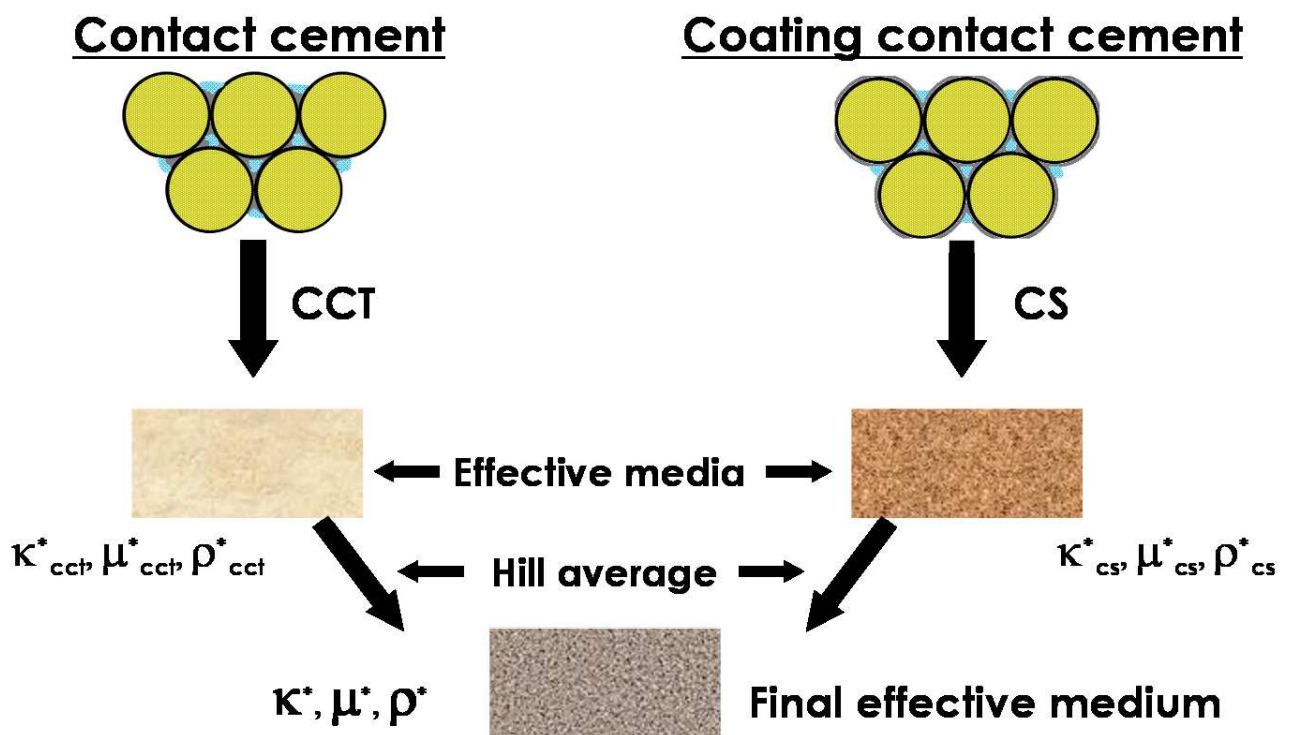 Contact cement
Coating contact cement
CCT
CS
Effective media
κ*cct, μ*cct, ρ*cct
κ*cs, μ*cs, ρ*cs
Hill average
κ*, μ*, ρ*
Final effective medium